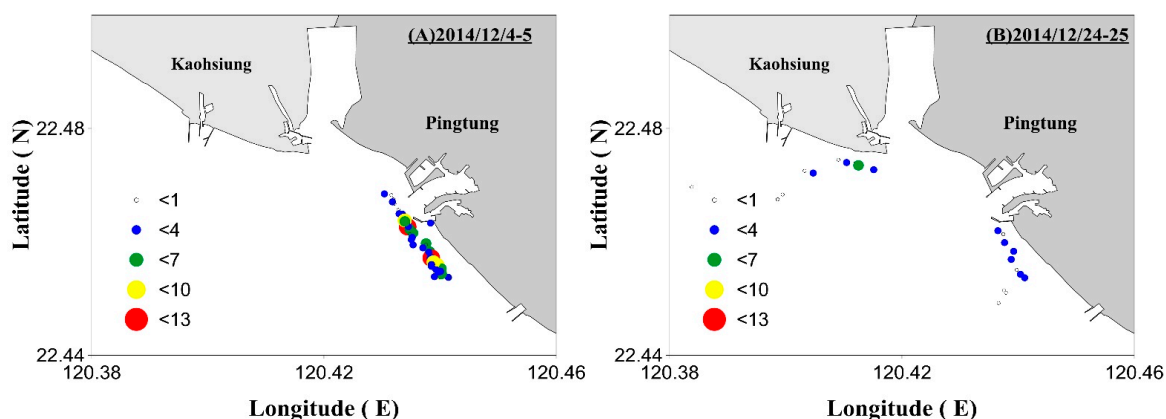 (A)2014/12/4-5
Kaohsiung
Pingtung
22.48
Latitude ( N)
<1
<4
<7
<10
<13
22.44
120.38
120.42
120.46
Longitude ( E)
(B)2014/12/24-25
Kaohsiung
Pingtung
22.48
Latitude ( N)
<1
<4
<7
<10
<13
22.44
120.38
120.42
120.46
Longitude ( E)